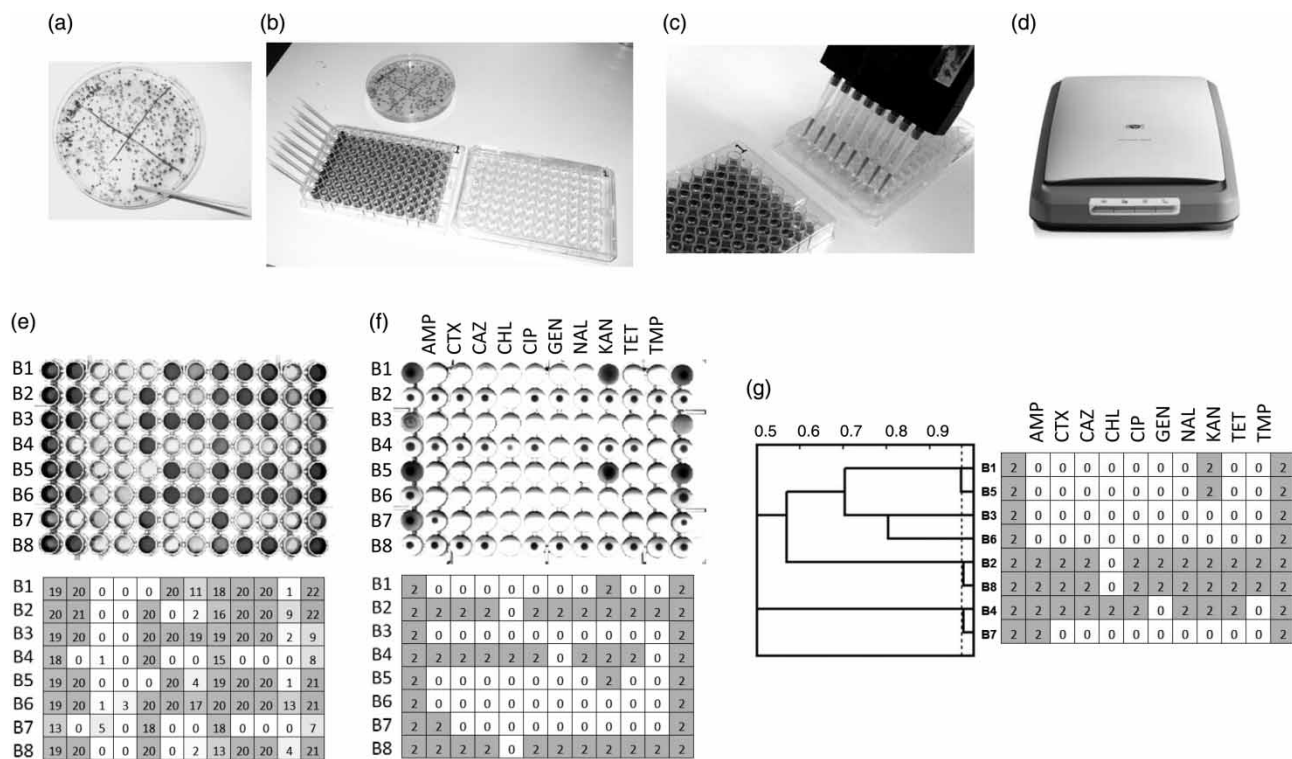 (a)
(b)
(c)
(d)
1
1
1
(e)
B1
B2
B3
B4
B5
B6
B7
B8
B1 19 20 0 0 0 20 11 18 20 20 1 22
B2 20 21 0 0 20 0 2 16 20 20 9 22
B3 19 20 0 0 20 20 19 19 20 20 2 9
B4 18 0 1 0 20 0 0 15 0 0 0 8
B5 19 20 0 0 0 20 4 19 20 20 1 21
B6 19 20 1 3 20 20 17 20 20 20 13 21
B7 13 0 5 0 18 0 0 18 0 0 0 7
B8 19 20 0 0 20 0 2 13 20 20 4 21
(f)
AMP CTX CAZ CHL CIP GEN NAL KAN TET TMP
B1
B2
B3
B4
B5
B6
B7
B8
B1 2 0 0 0 0 0 0 0 2 0 0 2
B2 2 2 2 2 0 2 2 2 2 2 2 2
B3 2 0 0 0 0 0 0 0 0 0 0 2
B4 2 2 2 2 2 2 0 2 2 2 0 2
B5 2 0 0 0 0 0 0 0 2 0 0 2
B6 2 0 0 0 0 0 0 0 0 0 0 2
B7 2 2 0 0 0 0 0 0 0 0 0 2
B8 2 2 2 2 0 2 2 2 2 2 2 2
(g)
0.5 0.6 0.7 0.8 0.9
AMP CTX CAZ CHL CIP GEN NAL KAN TET TMP
B1 2 0 0 0 0 0 0 0 2 0 0 2
B5 2 0 0 0 0 0 0 0 2 0 0 2
B3 2 0 0 0 0 0 0 0 0 0 0 2
B6 2 0 0 0 0 0 0 0 0 0 0 2
B2 2 2 2 2 0 2 2 2 2 2 2 2
B8 2 2 2 2 0 2 2 2 2 2 2 2
B4 2 2 2 2 2 2 0 2 2 2 0 2
B7 2 2 0 0 0 0 0 0 0 0 0 2